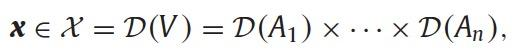 𝒙 ∈ 𝒳 = 𝒟(V) = 𝒟(A₁) × ⋯ × 𝒟(Aₙ),